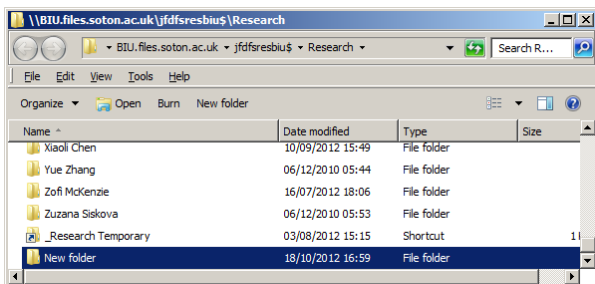 \\BIU.files.soton.ac.uk\jfdfsresbiu$\Research
BIU.files.soton.ac.uk jfdfsresbiu$ Research Search R...
File Edit View Tools Help
Organize Open Burn New folder
Name Date modified Type Size
Xiaoli Chen 10/09/2012 15:49 File folder
Yue Zhang 06/12/2010 05:44 File folder
Zofi McKenzie 16/07/2012 18:06 File folder
Zuzana Siskova 06/12/2010 05:53 File folder
_Research Temporary 03/08/2012 15:15 Shortcut
New folder 18/10/2012 16:59 File folder